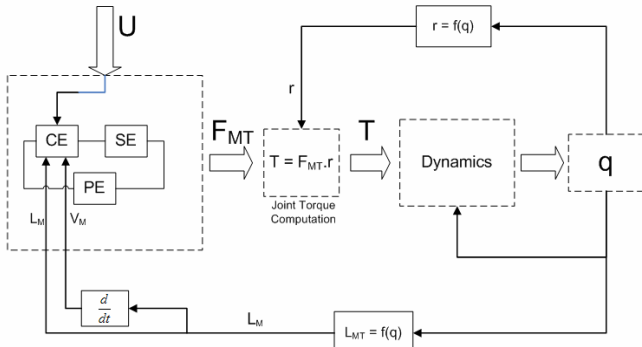 U
r = f(q)
r
CE
SE
PE
L_M
V_M
F_MT
T = F_MT.r
Joint Torque
Computation
T
Dynamics
q
d/dt
L_M
L_MT = f(q)